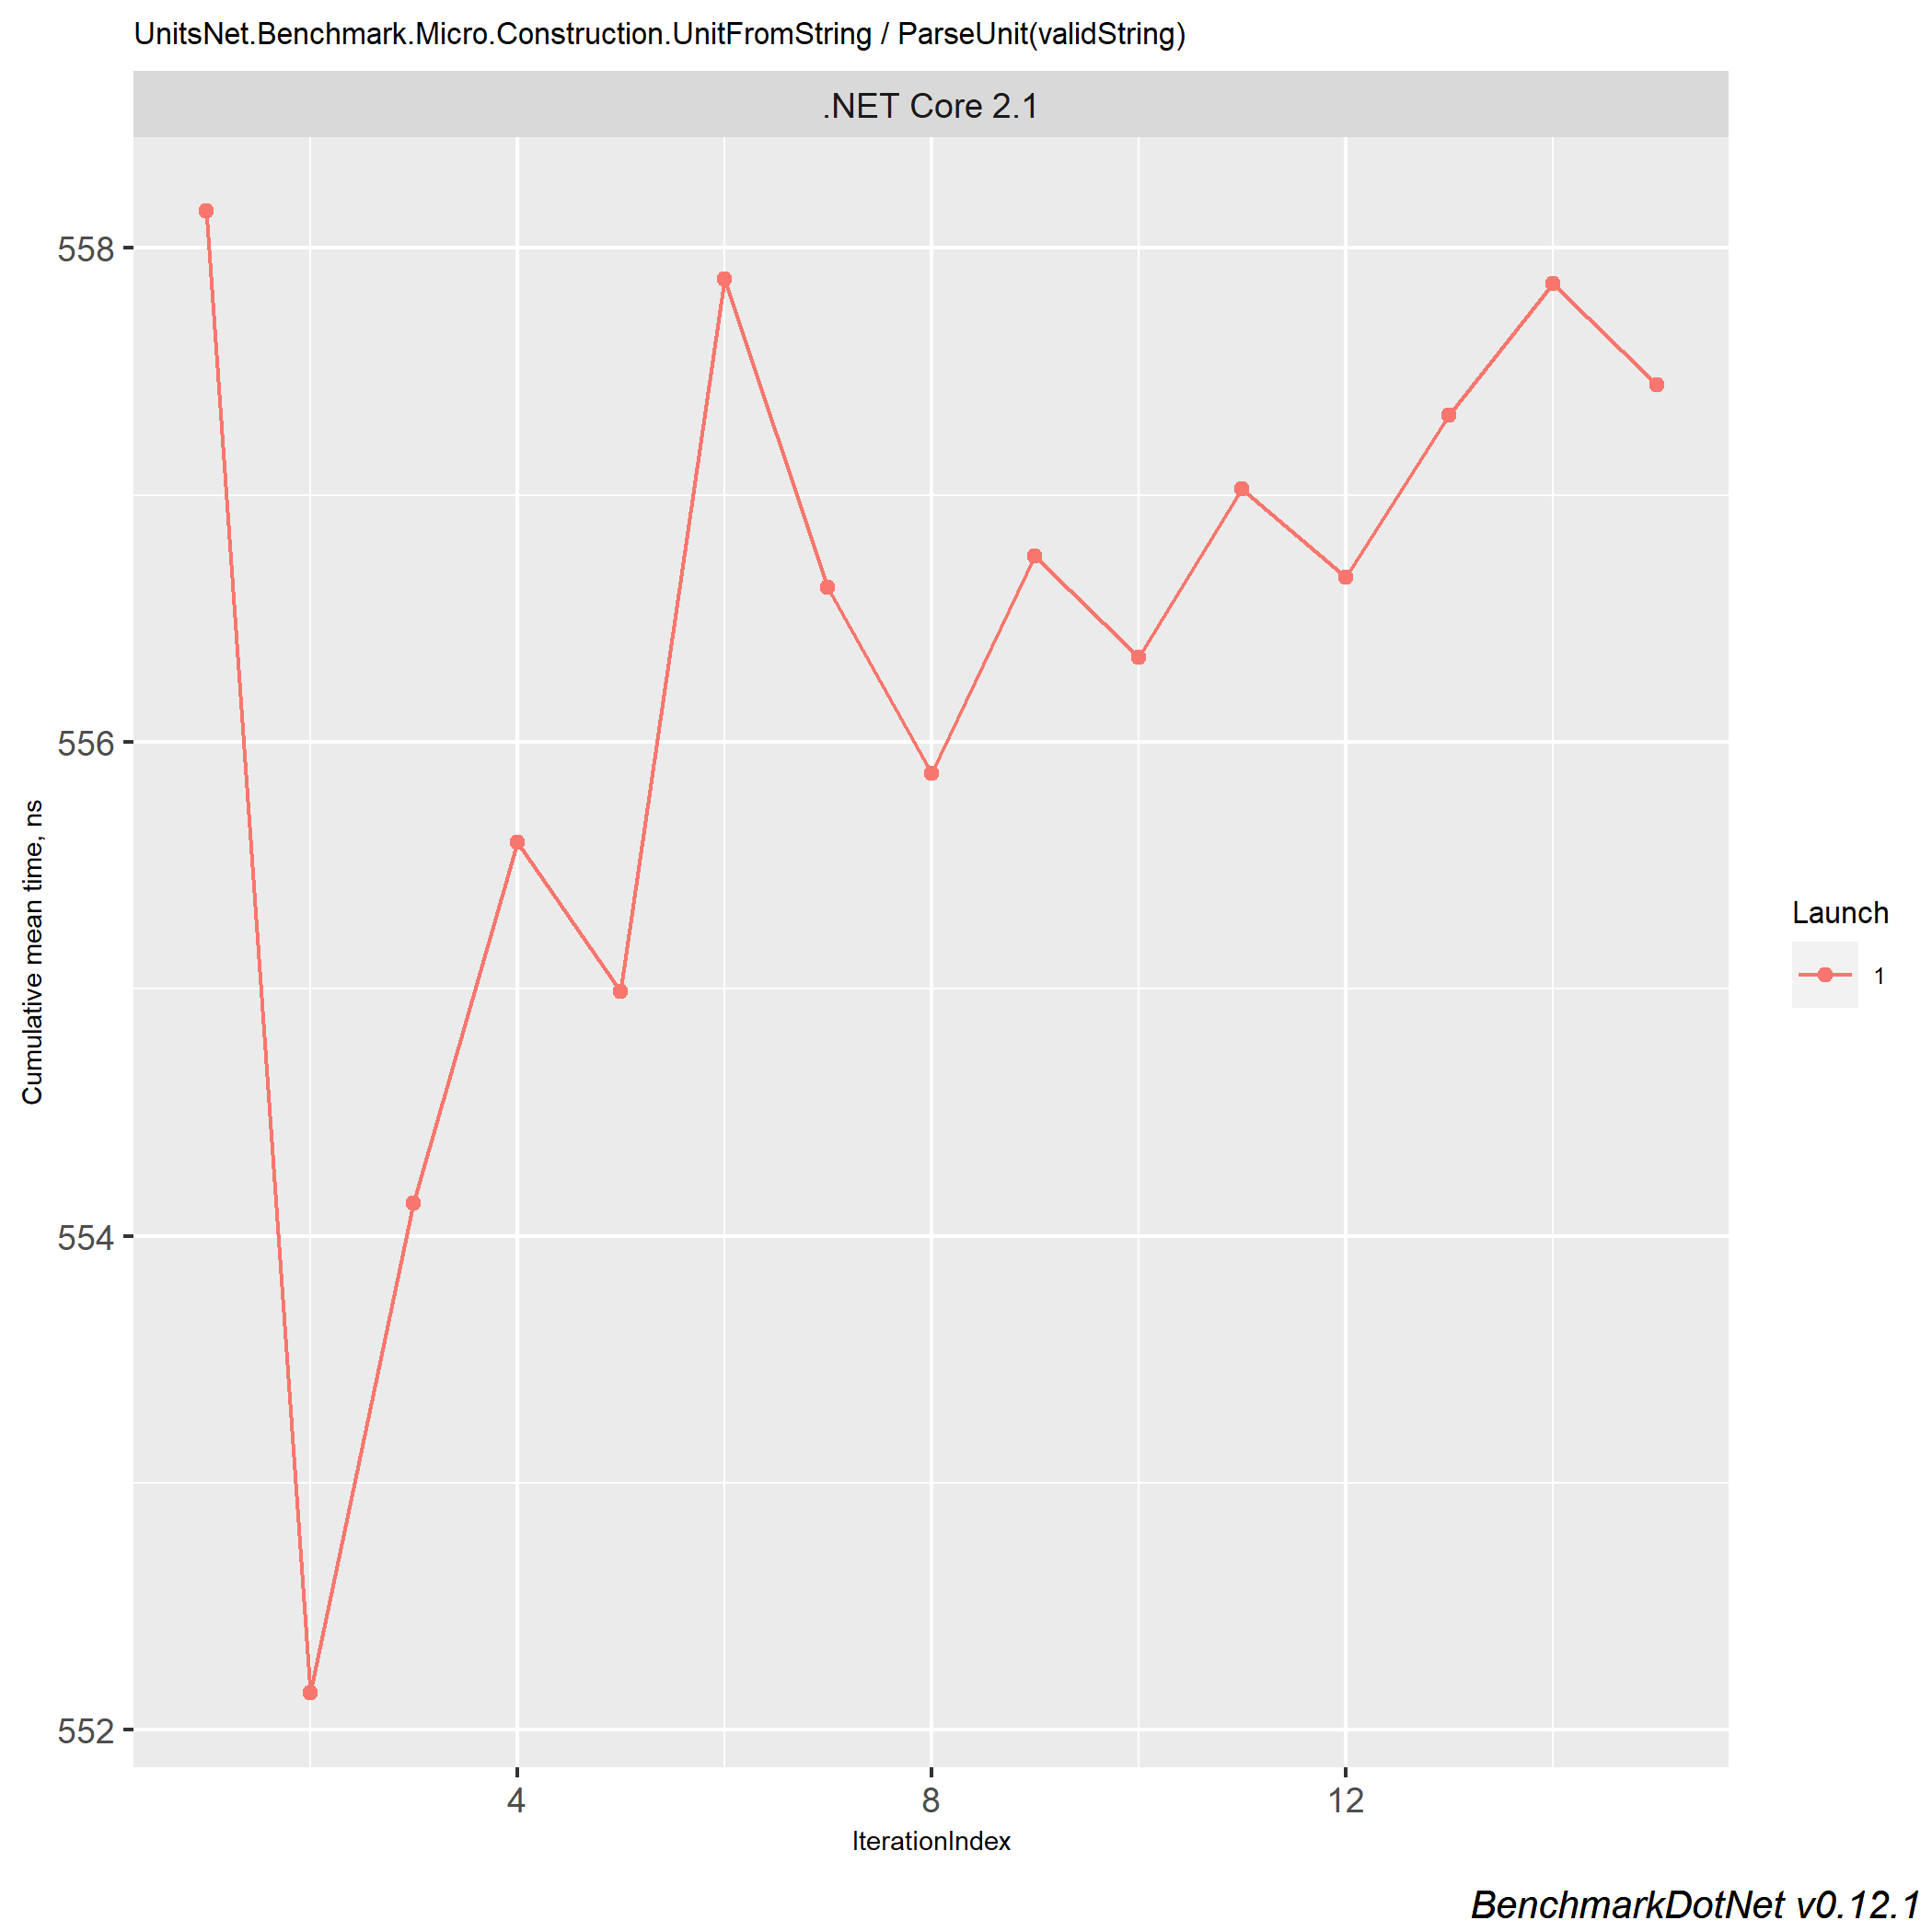 UnitsNet.Benchmark.Micro.Construction.UnitFromString / ParseUnit(validString)
.NET Core 2.1
558
556
554
552
Cumulative mean time, ns
4 8 12
IterationIndex
Launch
1
BenchmarkDotNet v0.12.1